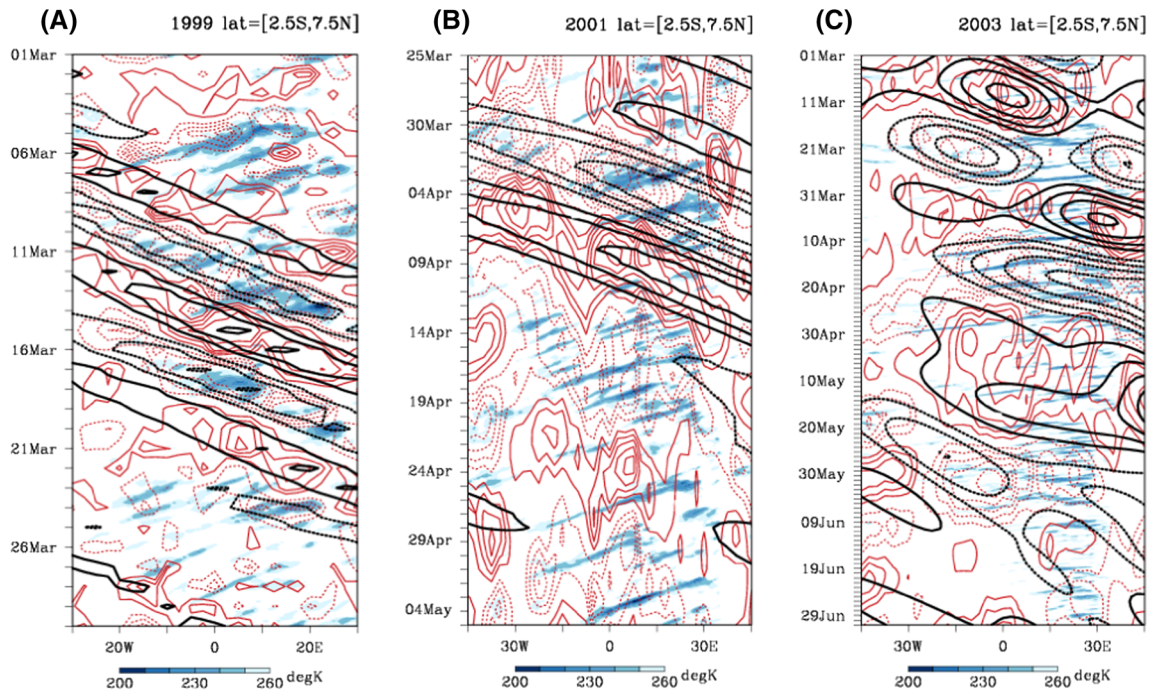 (A)
1999 lat=[2.5S,7.5N]
01Mar
06Mar
11Mar
16Mar
21Mar
26Mar
20W 0 20E
200 230 260 degK
(B)
2001 lat=[2.5S,7.5N]
25Mar
30Mar
04Apr
09Apr
14Apr
19Apr
24Apr
29Apr
04May
30W 0 30E
200 230 260 degK
(C)
2003 lat=[2.5S,7.5N]
01Mar
11Mar
21Mar
31Mar
10Apr
20Apr
30Apr
10May
20May
30May
09Jun
19Jun
29Jun
30W 0 30E
200 230 260 degK